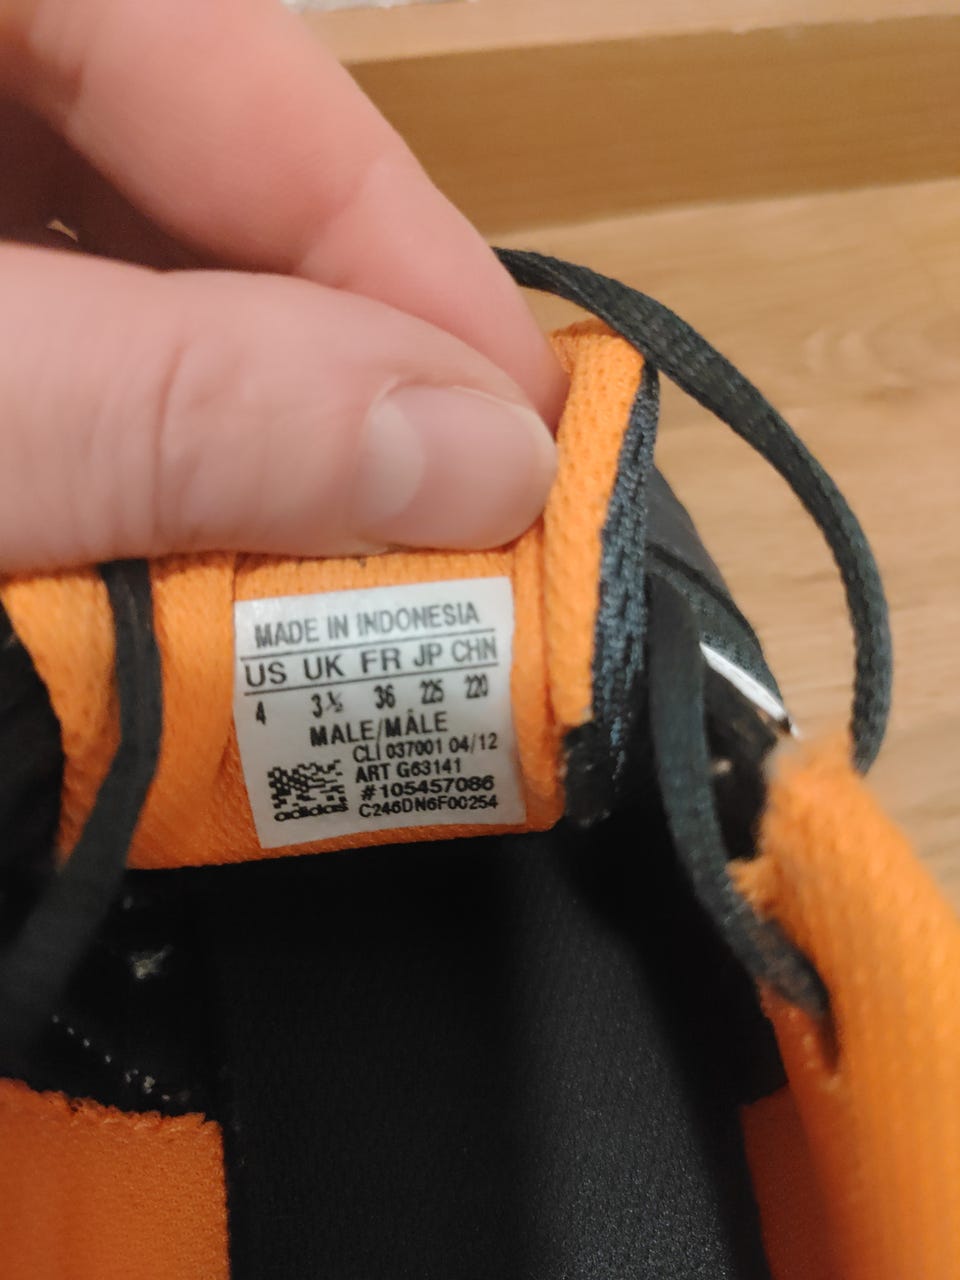 MADE IN INDONESIA
US UK FR JP CHN
4 3½ 36 225 220
MALE/MÂLE
CLI 037001 04/12
ART G63141
#105457086
adidas C246DN6F00254